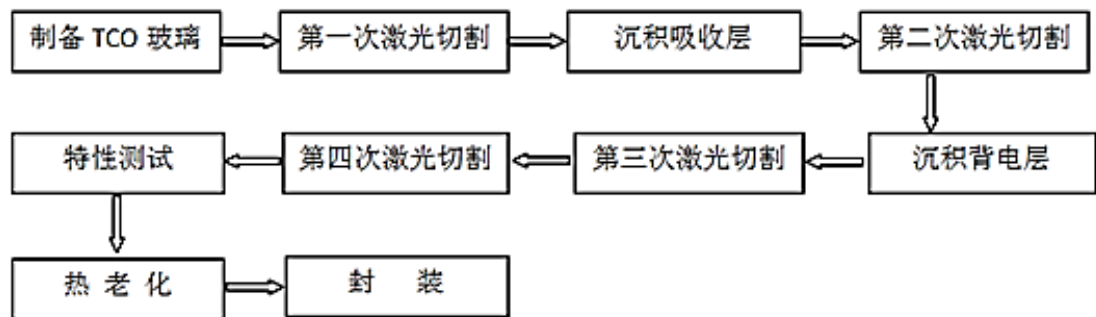 制备 TCO 玻璃
第一次激光切割
沉积吸收层
第二次激光切割
沉积背电层
第三次激光切割
第四次激光切割
特性测试
热 老 化
封 装